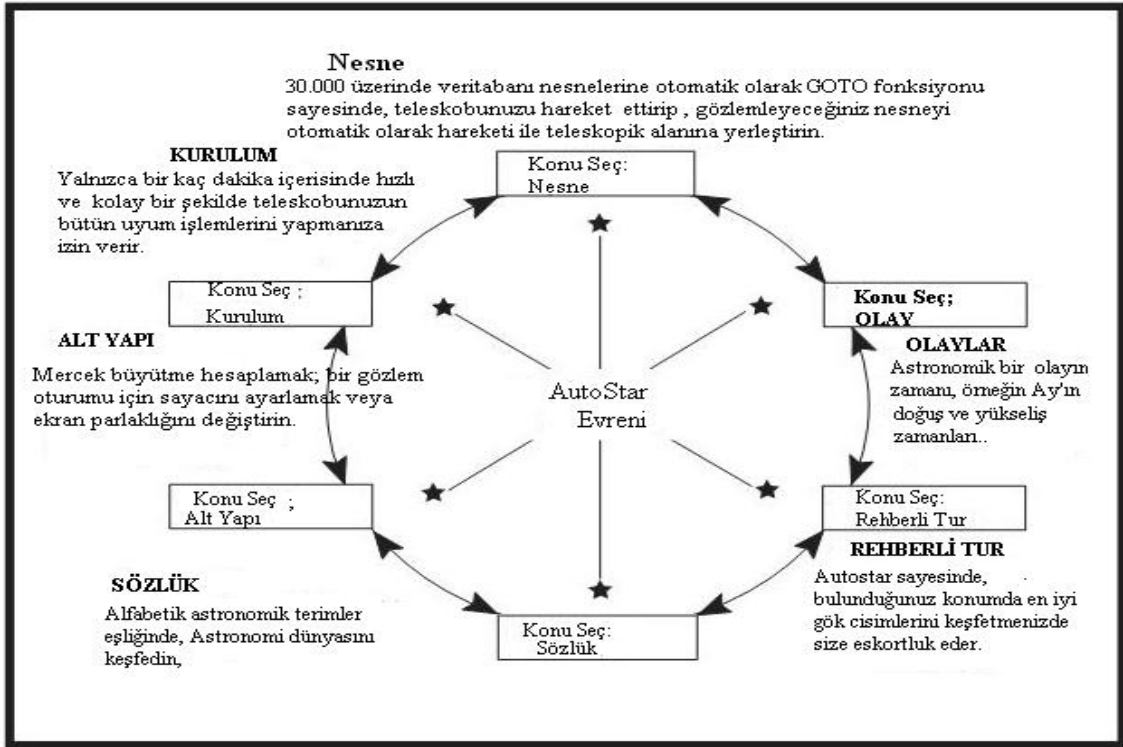 Nesne
30.000 üzerinde veritabanı nesnelerine otomatik olarak GOTO fonksiyonu
sayesinde, teleskobunuzu hareket ettirip , gözlemleyeceğiniz nesneyi
otomatik olarak hareketi ile teleskopik alanına yerleştirin.
Konu Seç:
Nesne
KURULUM
Yalnızca bir kaç dakika içerisinde hızlı
ve kolay bir şekilde teleskobunuzun
bütün uyum işlemlerini yapmanıza
izin verir.
Konu Seç ;
Kurulum
Konu Seç;
OLAY
ALT YAPI
Mercek büyütme hesaplamak; bir gözlem
oturumu için sayacını ayarlamak veya
ekran parlaklığını değiştirin.
AutoStar
Evreni
OLAYLAR
Astronomik bir olayın
zamanı, örneğin Ay'ın
doğuş ve yükseliş
zamanları..
Konu Seç ;
Alt Yapı
Konu Seç:
Rehberli Tur
SÖZLÜK
Alfabetik astronomik terimler
eşliğinde, Astronomi dünyasını
keşfedin,
Konu Seç:
Sözlük
REHBERLİ TUR
Autostar sayesinde,
bulunduğunuz konumda en iyi
gök cisimlerini keşfetmenizde
size eskortluk eder.